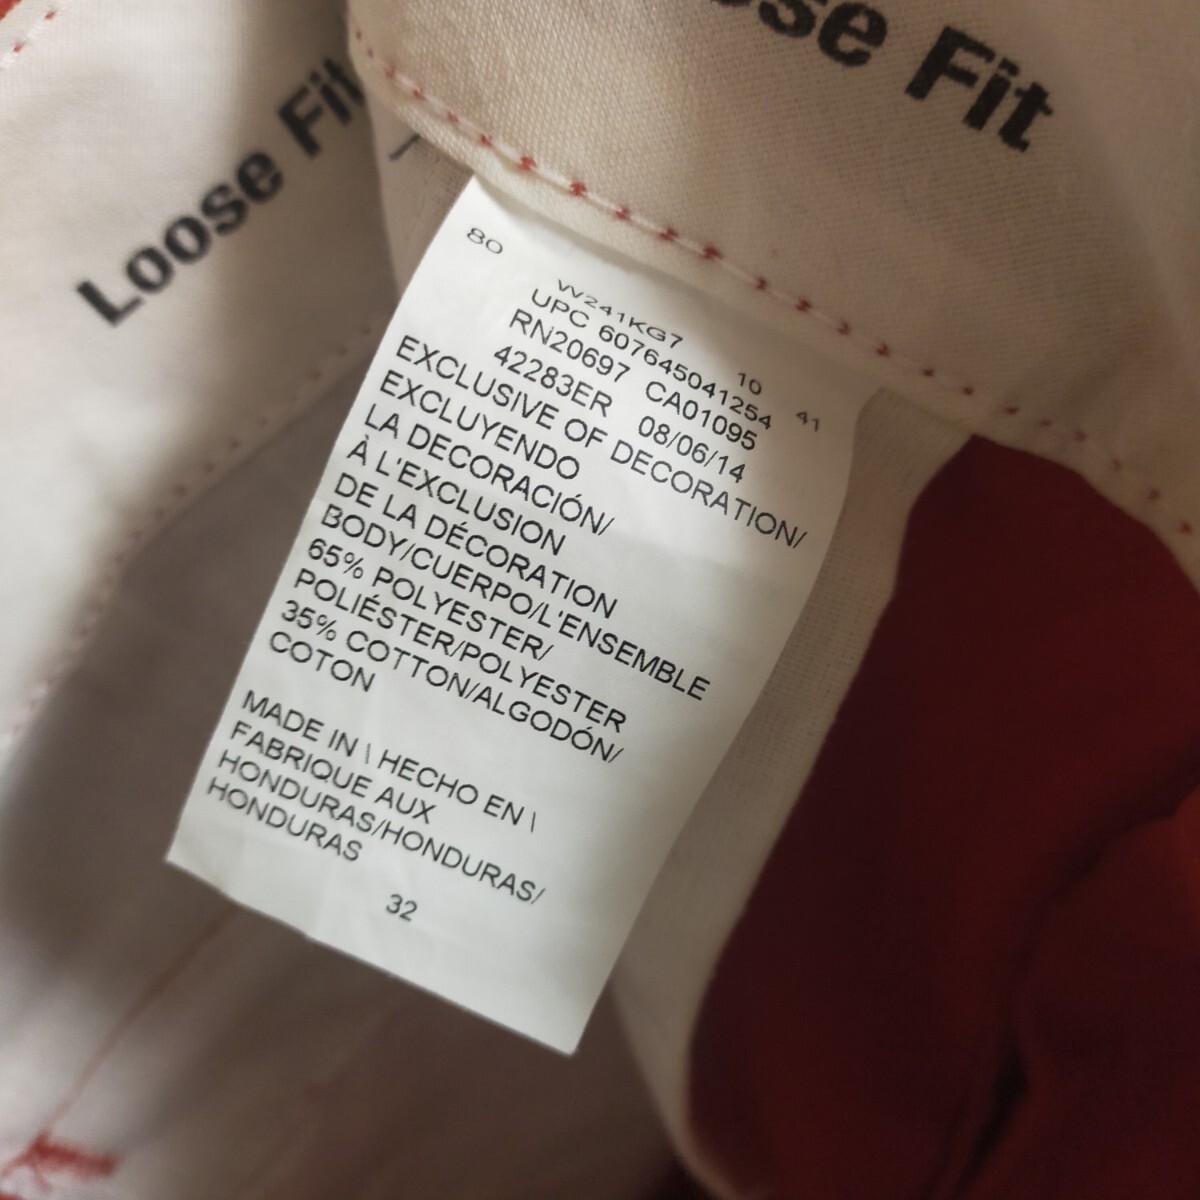 se Fit
Loose Fit
80
W241KG7 10 41
UPC 607645041254
RN20697 CA01095
42283ER 08/06/14
EXCLUSIVE OF DECORATION/
EXCLUYENDO
LA DECORACIÓN/
À L'EXCLUSION
DE LA DÉCORATION
BODY/CUERPO/L'ENSEMBLE
65% POLYESTER/
POLIÉSTER/POLYESTER
35% COTTON/ALGODÓN/
COTON
MADE IN \ HECHO EN \
FABRIQUE AUX
HONDURAS/HONDURAS/
HONDURAS
32